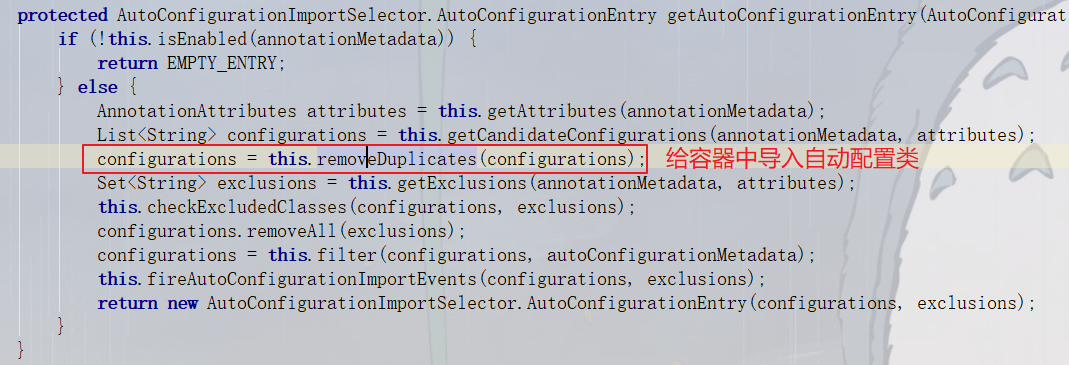 protected AutoConfigurationImportSelector.AutoConfigurationEntry getAutoConfigurationEntry(AutoConfigurat
if (!this.isEnabled(annotationMetadata)) {
return EMPTY_ENTRY;
} else {
AnnotationAttributes attributes = this.getAttributes(annotationMetadata);
List<String> configurations = this.getCandidateConfigurations(annotationMetadata, attributes);
configurations = this.removeDuplicates(configurations); 给容器中导入自动配置类
Set<String> exclusions = this.getExclusions(annotationMetadata, attributes);
this.checkExcludedClasses(configurations, exclusions);
configurations.removeAll(exclusions);
configurations = this.filter(configurations, autoConfigurationMetadata);
this.fireAutoConfigurationImportEvents(configurations, exclusions);
return new AutoConfigurationImportSelector.AutoConfigurationEntry(configurations, exclusions);
}
}